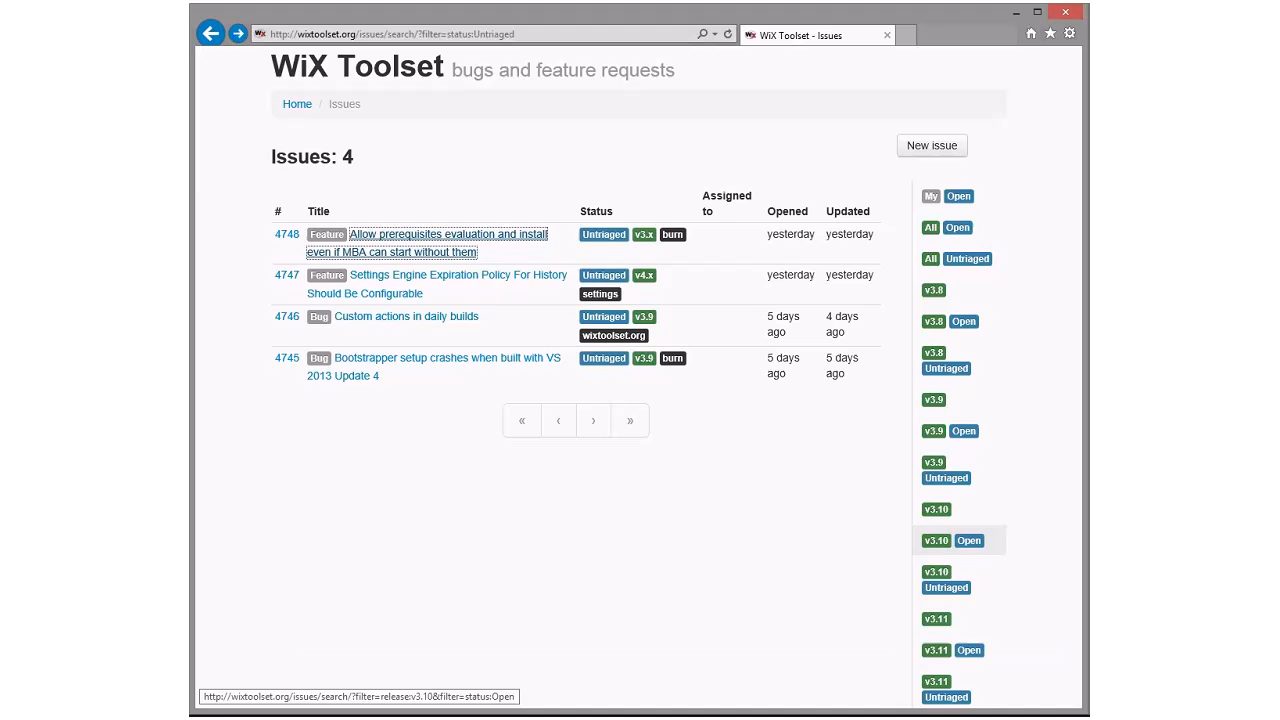 http://wixtoolset.org/issues/search/?filter=status:Untriaged
WiX Toolset - Issues
WiX Toolset bugs and feature requests
Home / Issues
Issues: 4
New issue
# Title Status Assigned to Opened Updated
4748 Feature Allow prerequisites evaluation and install Untriaged v3.x burn yesterday yesterday
even if MBA can start without them
4747 Feature Settings Engine Expiration Policy For History Untriaged v4.x yesterday yesterday
Should Be Configurable settings
4746 Bug Custom actions in daily builds Untriaged v3.9 5 days 4 days
wixtoolset.org ago ago
4745 Bug Bootstrapper setup crashes when built with VS Untriaged v3.9 burn 5 days 5 days
2013 Update 4 ago ago
« ‹ › »
My Open
All Open
All Untriaged
v3.8
v3.8 Open
v3.8
Untriaged
v3.9
v3.9 Open
v3.9
Untriaged
v3.10
v3.10 Open
v3.10
Untriaged
v3.11
v3.11 Open
v3.11
Untriaged
http://wixtoolset.org/issues/search/?filter=release:v3.10&filter=status:Open